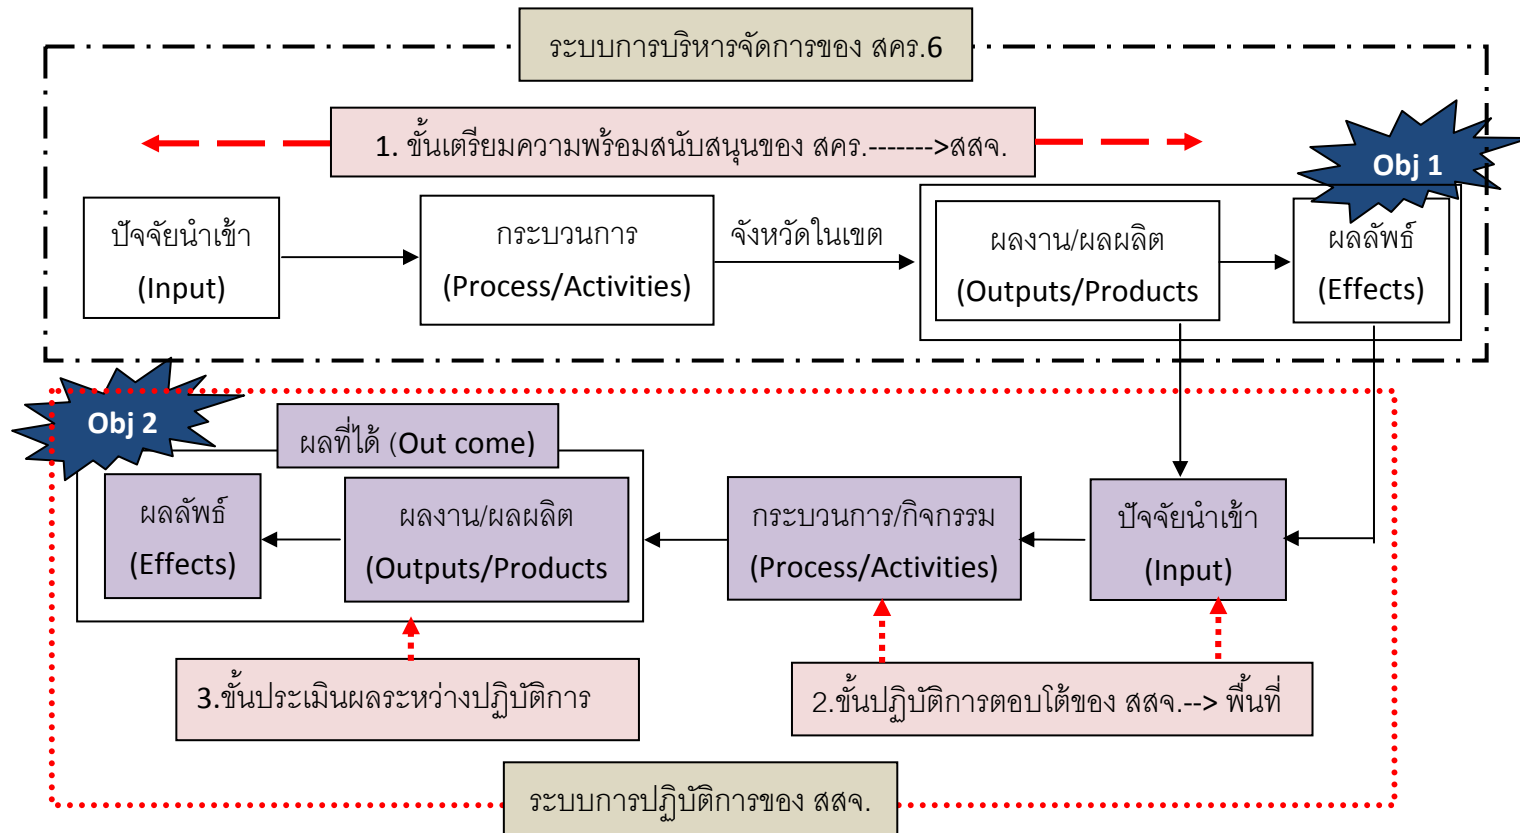 ระบบการบริหารจัดการของ สคร.6
1. ขั้นเตรียมความพร้อมสนับสนุนของ สคร.------->สสจ.
Obj 1
ปัจจัยนำเข้า
(Input)
กระบวนการ
(Process/Activities)
จังหวัดในเขต
ผลงาน/ผลผลิต
(Outputs/Products
ผลลัพธ์
(Effects)
Obj 2
ผลที่ได้ (Out come)
ผลลัพธ์
(Effects)
ผลงาน/ผลผลิต
(Outputs/Products
กระบวนการ/กิจกรรม
(Process/Activities)
ปัจจัยนำเข้า
(Input)
3.ขั้นประเมินผลระหว่างปฏิบัติการ
2.ขั้นปฏิบัติการตอบโต้ของ สสจ.--> พื้นที่
ระบบการปฏิบัติการของ สสจ.